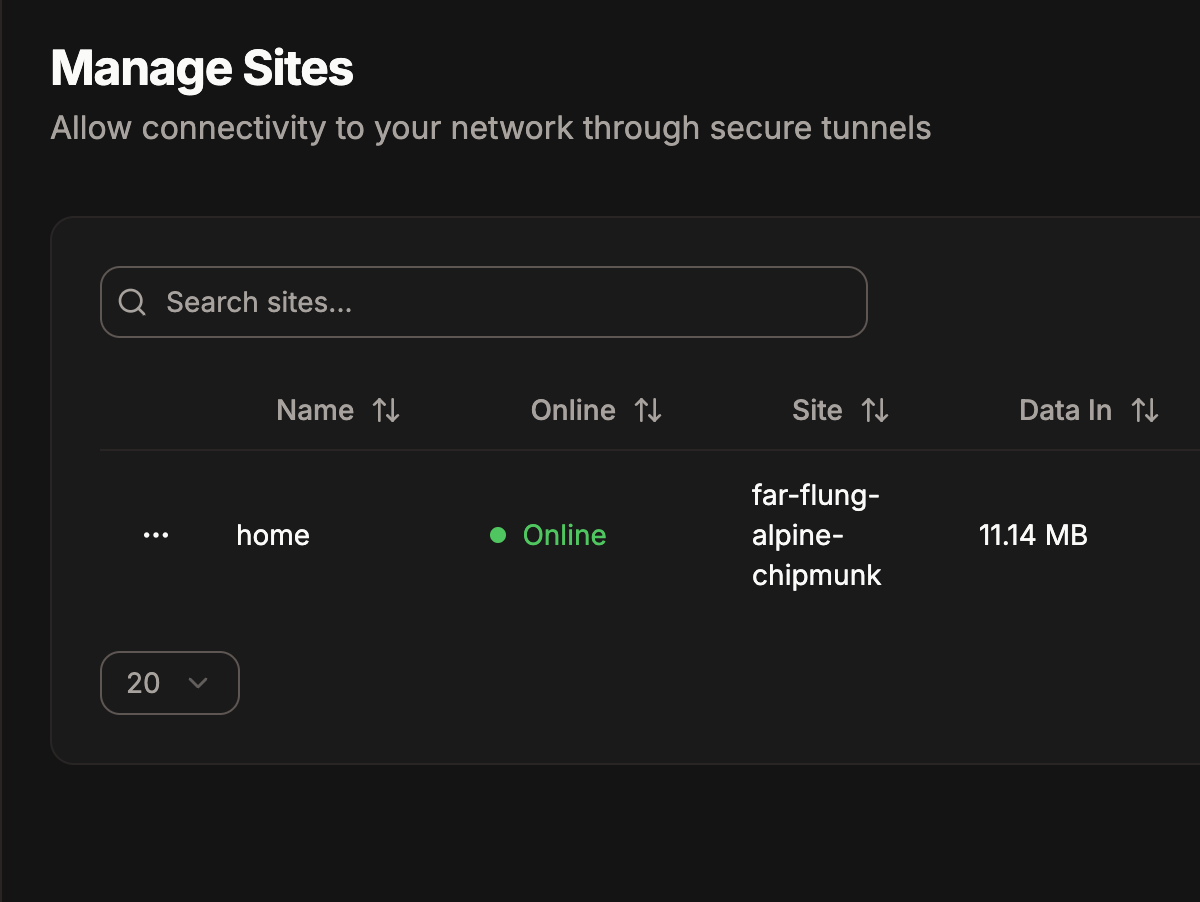 Manage Sites
Allow connectivity to your network through secure tunnels
Search sites...
Name Online Site Data In
home Online far-flung-
alpine-
chipmunk 11.14 MB
20